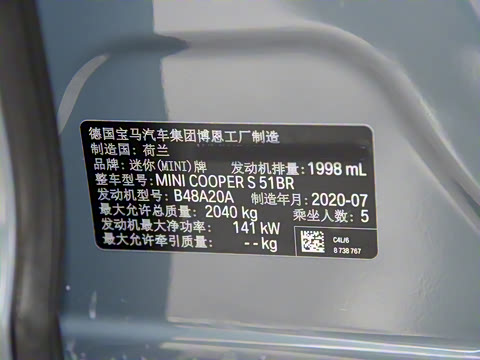 德国宝马汽车集团博恩工厂制造
制造国: 荷兰
品牌: 迷你(MINI)牌 发动机排量: 1998 mL
整车型号: MINI COOPER S 51BR
发动机型号: B48A20A 制造年月: 2020-07
最大允许总质量: 2040 kg 乘坐人数: 5
发动机最大净功率: 141 kW
最大允许牵引质量: -- kg
C4L/6
8 738 767